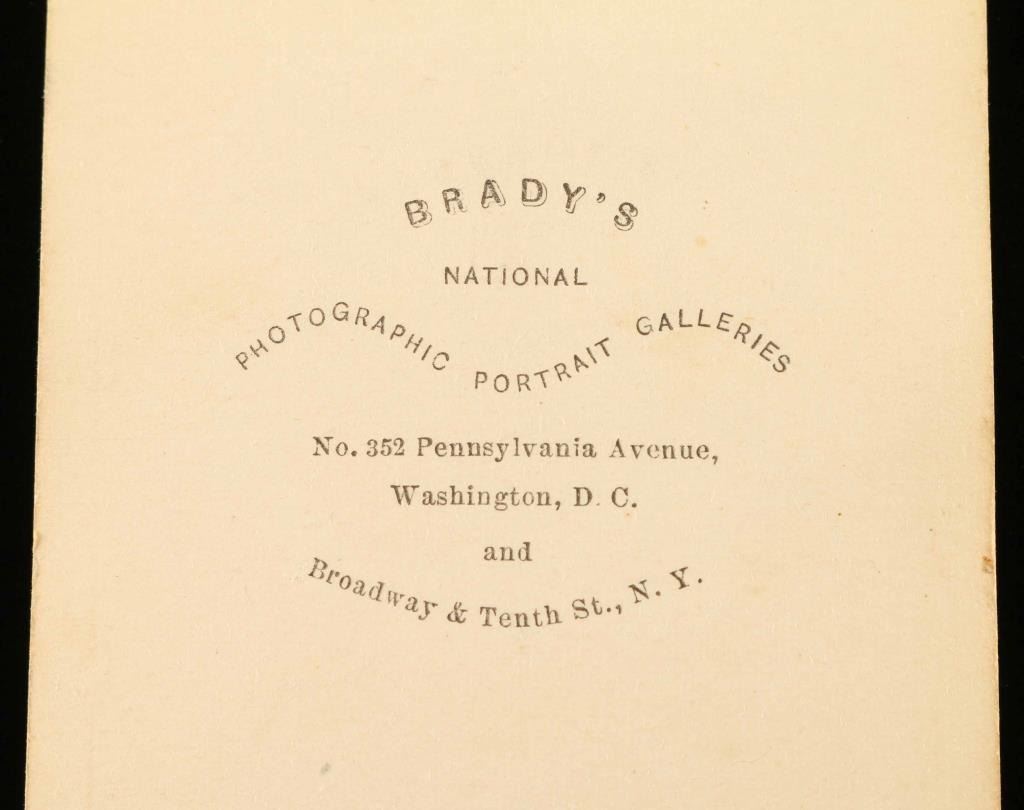 BRADY'S
NATIONAL
PHOTOGRAPHIC PORTRAIT GALLERIES
No. 352 Pennsylvania Avenue,
Washington, D. C.
and
Broadway & Tenth St., N. Y.